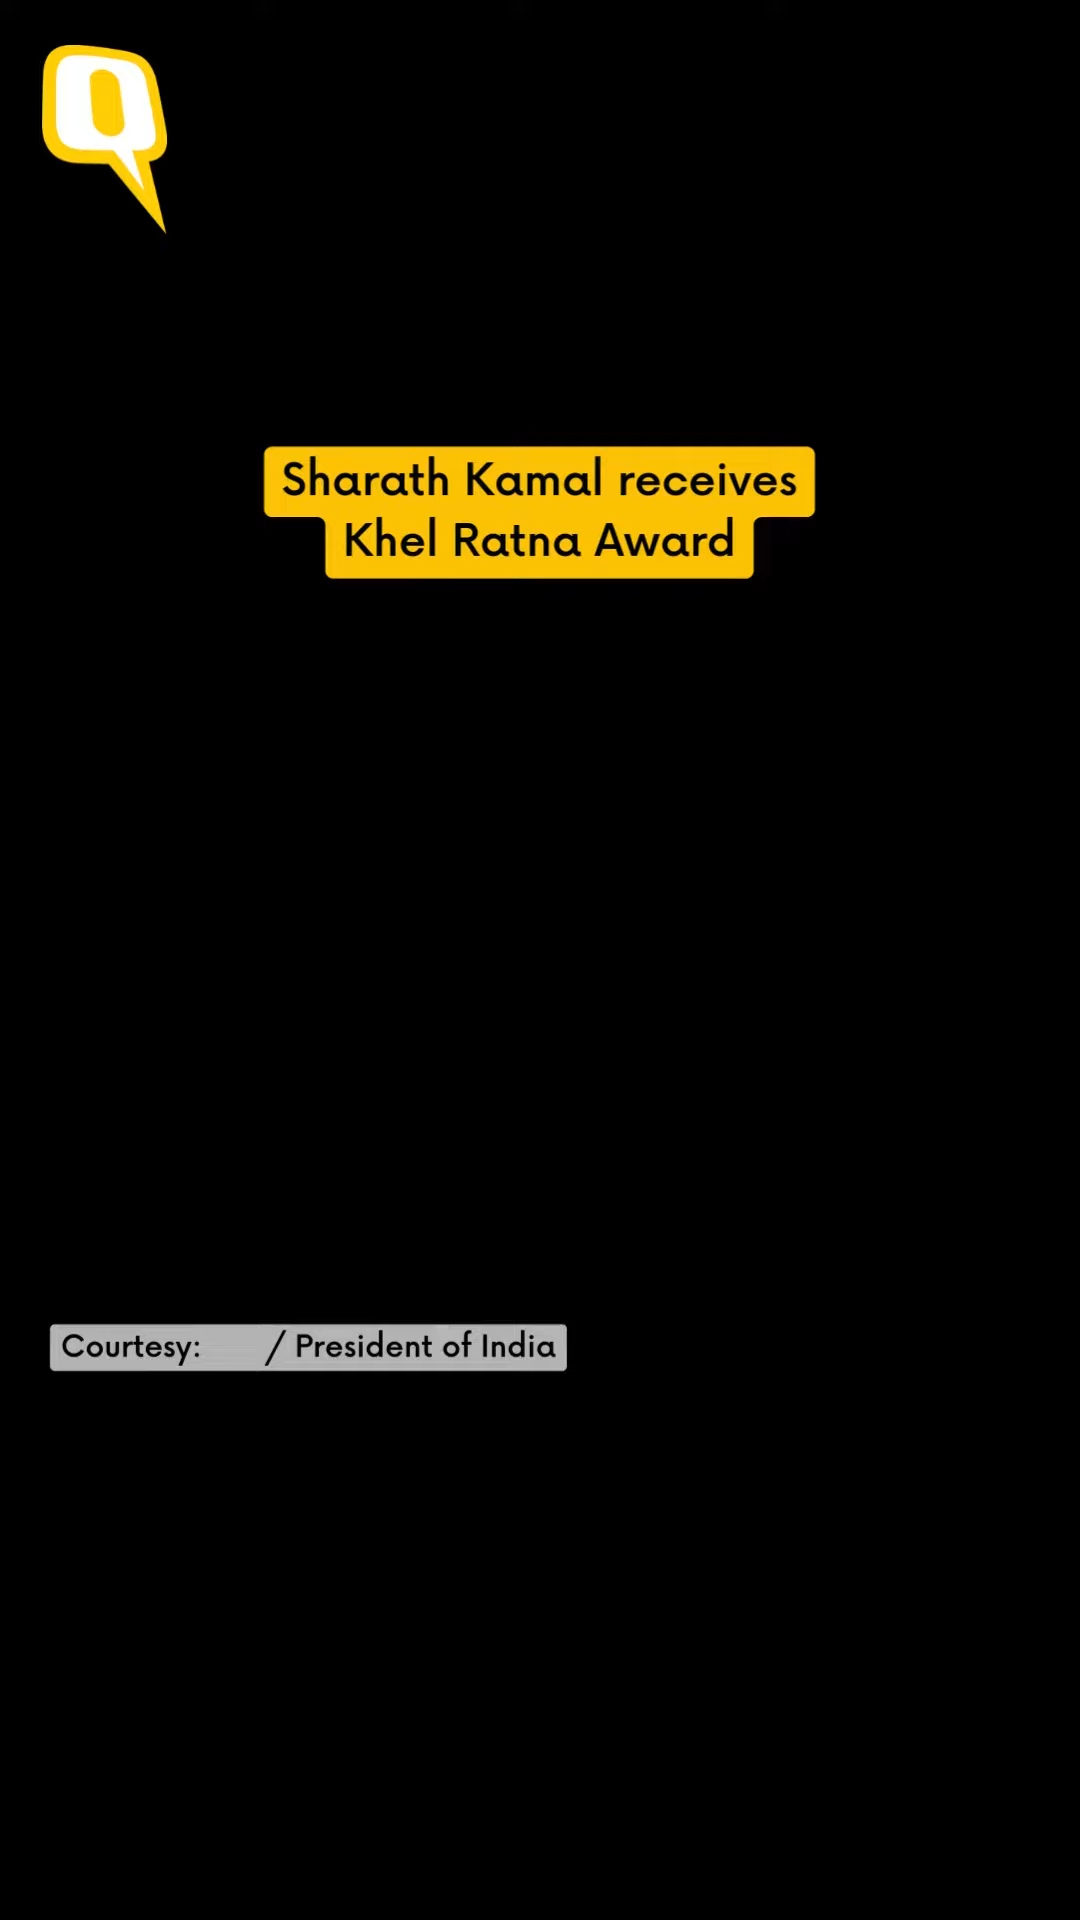 Q
Sharath Kamal receives
Khel Ratna Award
Courtesy: / President of India